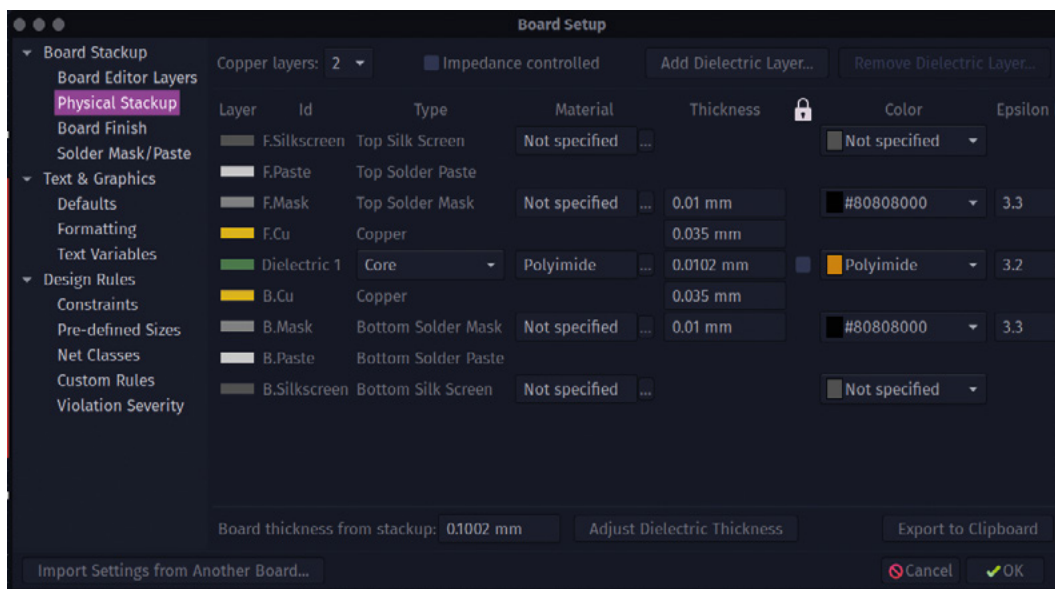 Board Setup
Board Stackup
Board Editor Layers
Physical Stackup
Board Finish
Solder Mask/Paste
Text & Graphics
Defaults
Formatting
Text Variables
Design Rules
Constraints
Pre-defined Sizes
Net Classes
Custom Rules
Violation Severity
Copper layers: 2 Impedance controlled Add Dielectric Layer... Remove Dielectric Layer...
Layer Id Type Material Thickness Color Epsilon
F.Silkscreen Top Silk Screen Not specified ... Not specified
F.Paste Top Solder Paste
F.Mask Top Solder Mask Not specified ... 0.01 mm #80808000 3.3
F.Cu Copper 0.035 mm
Dielectric 1 Core Polyimide ... 0.0102 mm Polyimide 3.2
B.Cu Copper 0.035 mm
B.Mask Bottom Solder Mask Not specified ... 0.01 mm #80808000 3.3
B.Paste Bottom Solder Paste
B.Silkscreen Bottom Silk Screen Not specified ... Not specified
Board thickness from stackup: 0.1002 mm Adjust Dielectric Thickness Export to Clipboard
Import Settings from Another Board... Cancel OK